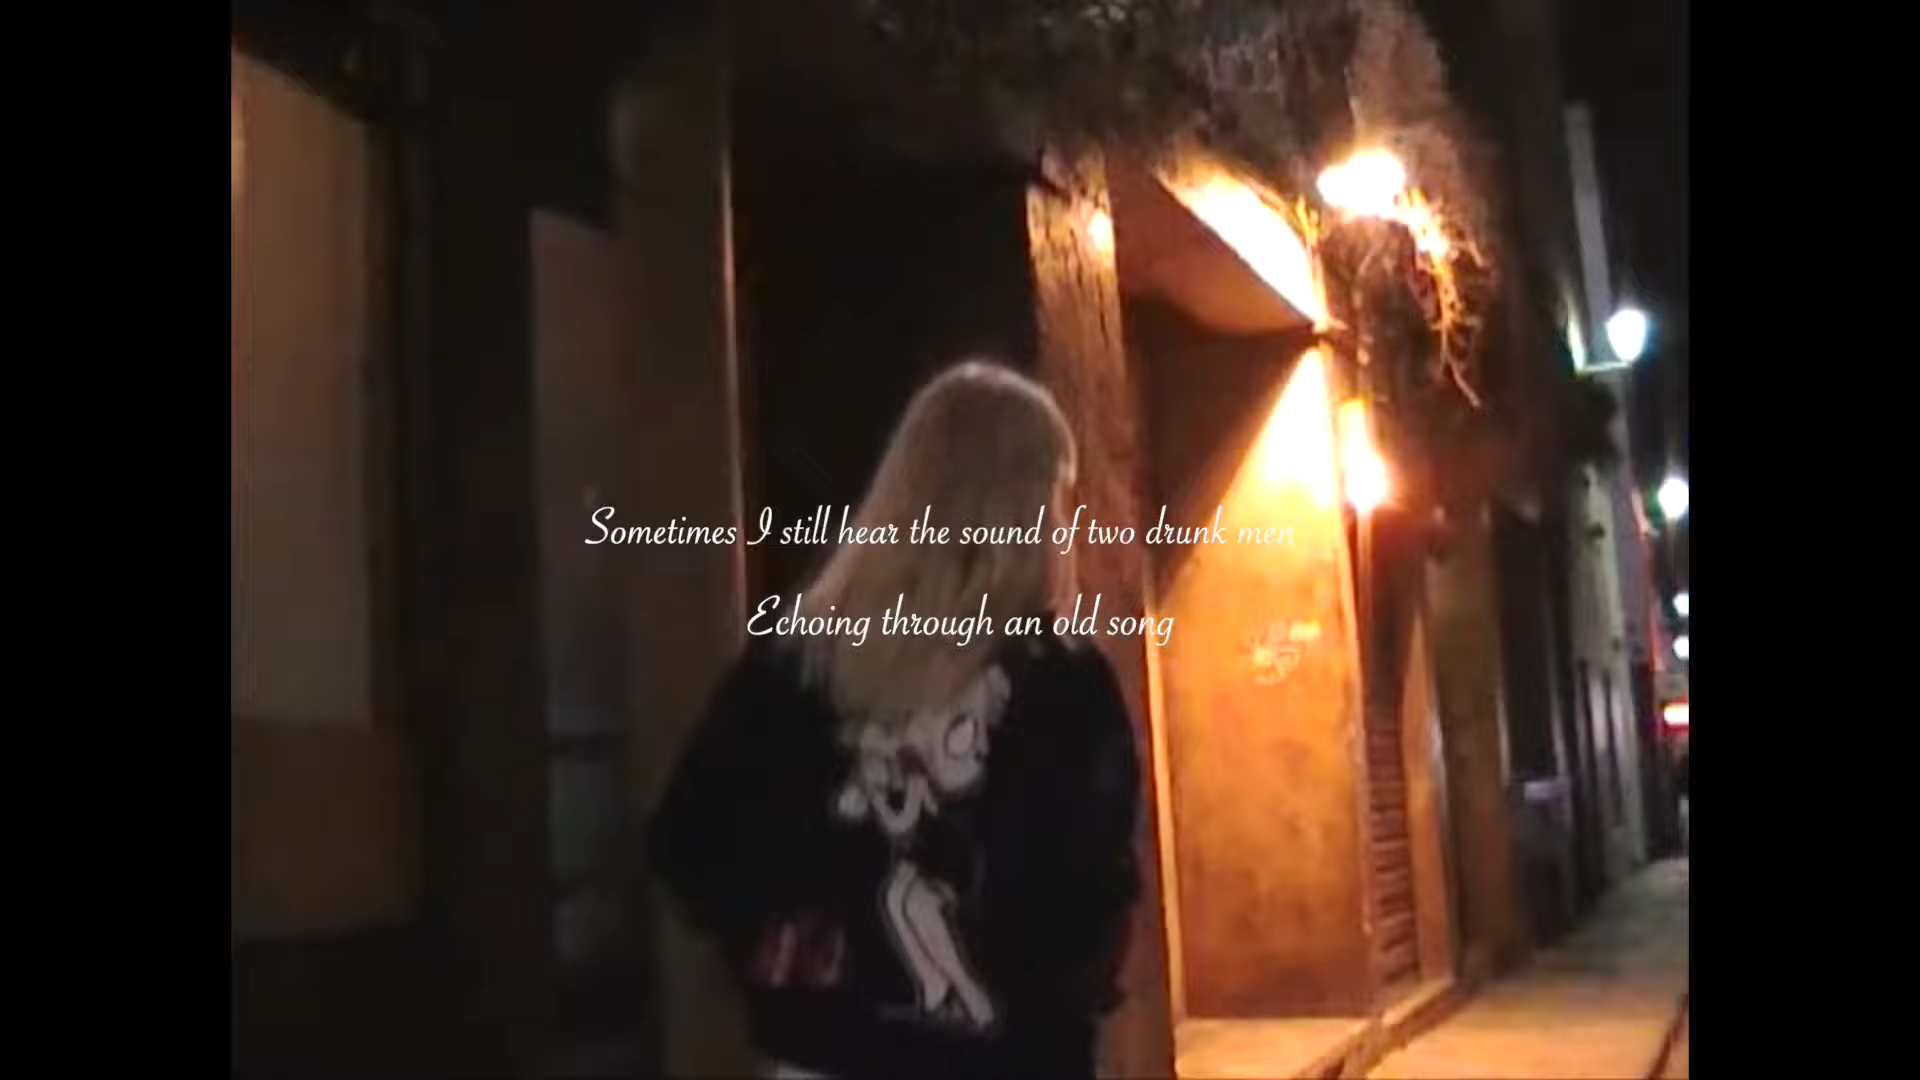 Sometimes I still hear the sound of two drunk men
Echoing through an old song